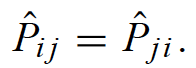 P̂ij = P̂ji.